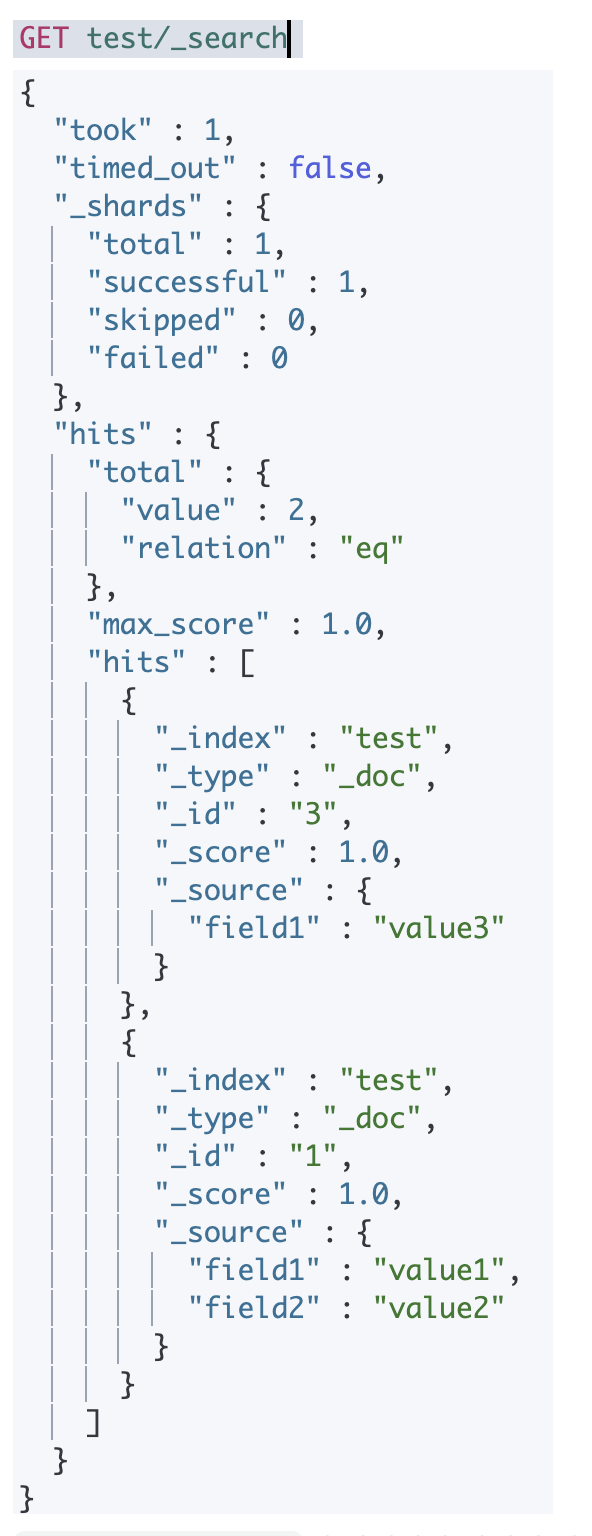 GET test/_search
{
  "took" : 1,
  "timed_out" : false,
  "_shards" : {
    "total" : 1,
    "successful" : 1,
    "skipped" : 0,
    "failed" : 0
  },
  "hits" : {
    "total" : {
      "value" : 2,
      "relation" : "eq"
    },
    "max_score" : 1.0,
    "hits" : [
      {
        "_index" : "test",
        "_type" : "_doc",
        "_id" : "3",
        "_score" : 1.0,
        "_source" : {
          "field1" : "value3"
        }
      },
      {
        "_index" : "test",
        "_type" : "_doc",
        "_id" : "1",
        "_score" : 1.0,
        "_source" : {
          "field1" : "value1",
          "field2" : "value2"
        }
      }
    ]
  }
}